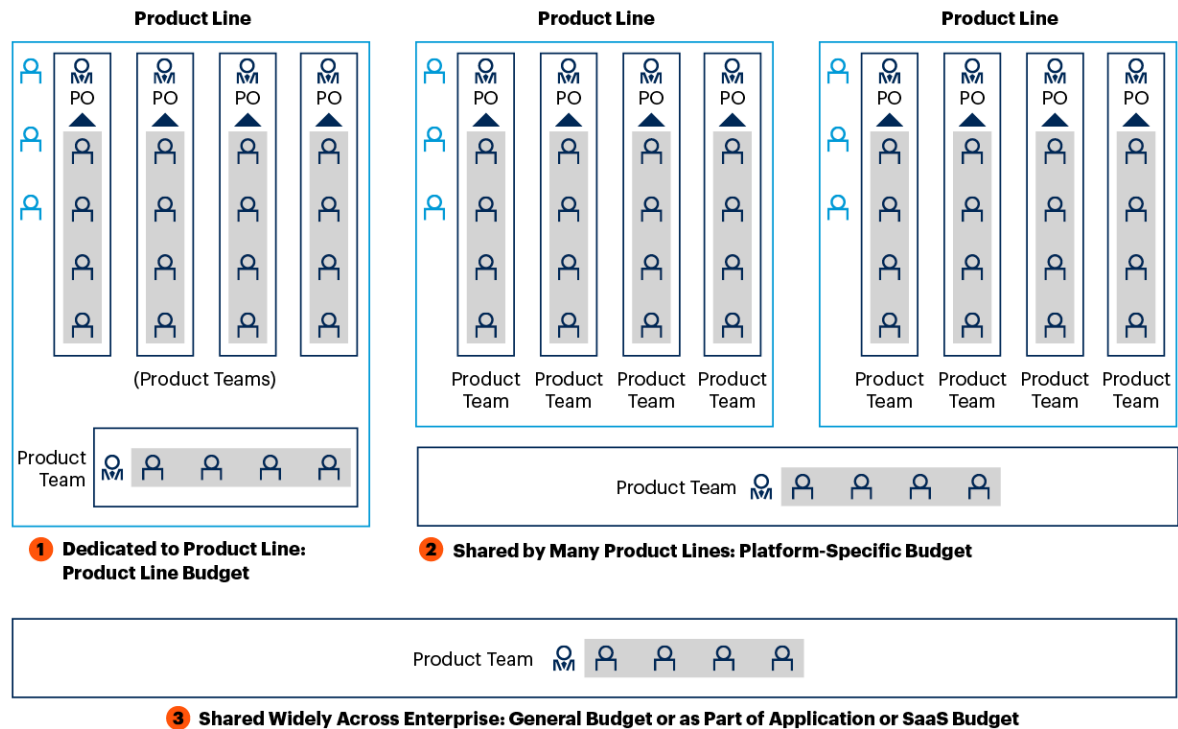 Product Line
Product Line
Product Line
PO
PO
PO
PO
PO
PO
PO
PO
PO
PO
PO
PO
(Product Teams)
Product
Team
Product
Team
Product
Team
Product
Team
Product
Team
Product
Team
Product
Team
Product
Team
Product
Team
Product Team
1 Dedicated to Product Line:
Product Line Budget
2 Shared by Many Product Lines: Platform-Specific Budget
Product Team
3 Shared Widely Across Enterprise: General Budget or as Part of Application or SaaS Budget